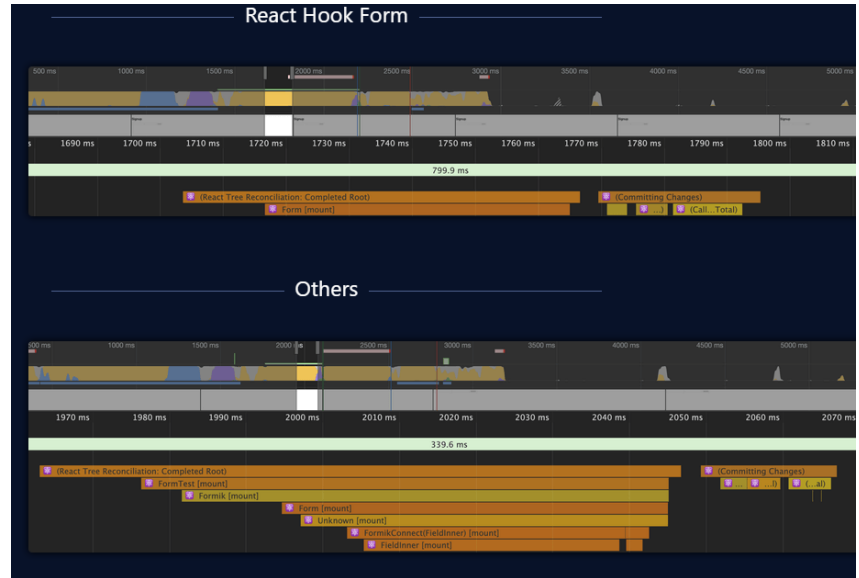 React Hook Form
500 ms 1000 ms 1500 ms 2000 ms 2500 ms 3000 ms 3500 ms 4000 ms 4500 ms 5000 ms
1690 ms 1700 ms 1710 ms 1720 ms 1730 ms 1740 ms 1750 ms 1760 ms 1770 ms 1780 ms 1790 ms 1800 ms 1810 ms
799.9 ms
(React Tree Reconciliation: Completed Root) (Committing Changes)
Form [mount] ...) (Call...Total)
Others
1000 ms 1500 ms 2500 ms 3000 ms 3500 ms 4000 ms 4500 ms 5000 ms
1970 ms 1980 ms 1990 ms 2000 ms 2010 ms 2020 ms 2030 ms 2040 ms 2050 ms 2060 ms 2070 ms
339.6 ms
(React Tree Reconciliation: Completed Root) (Committing Changes)
FormTest [mount] ... ...l) (...al)
Formik [mount]
Form [mount]
Unknown [mount]
FormikConnect(FieldInner) [mount]
FieldInner [mount]